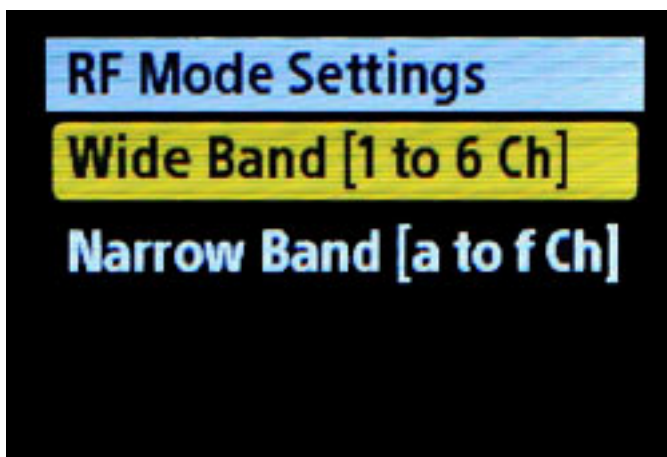 RF Mode Settings
Wide Band [1 to 6 Ch]
Narrow Band [a to f Ch]